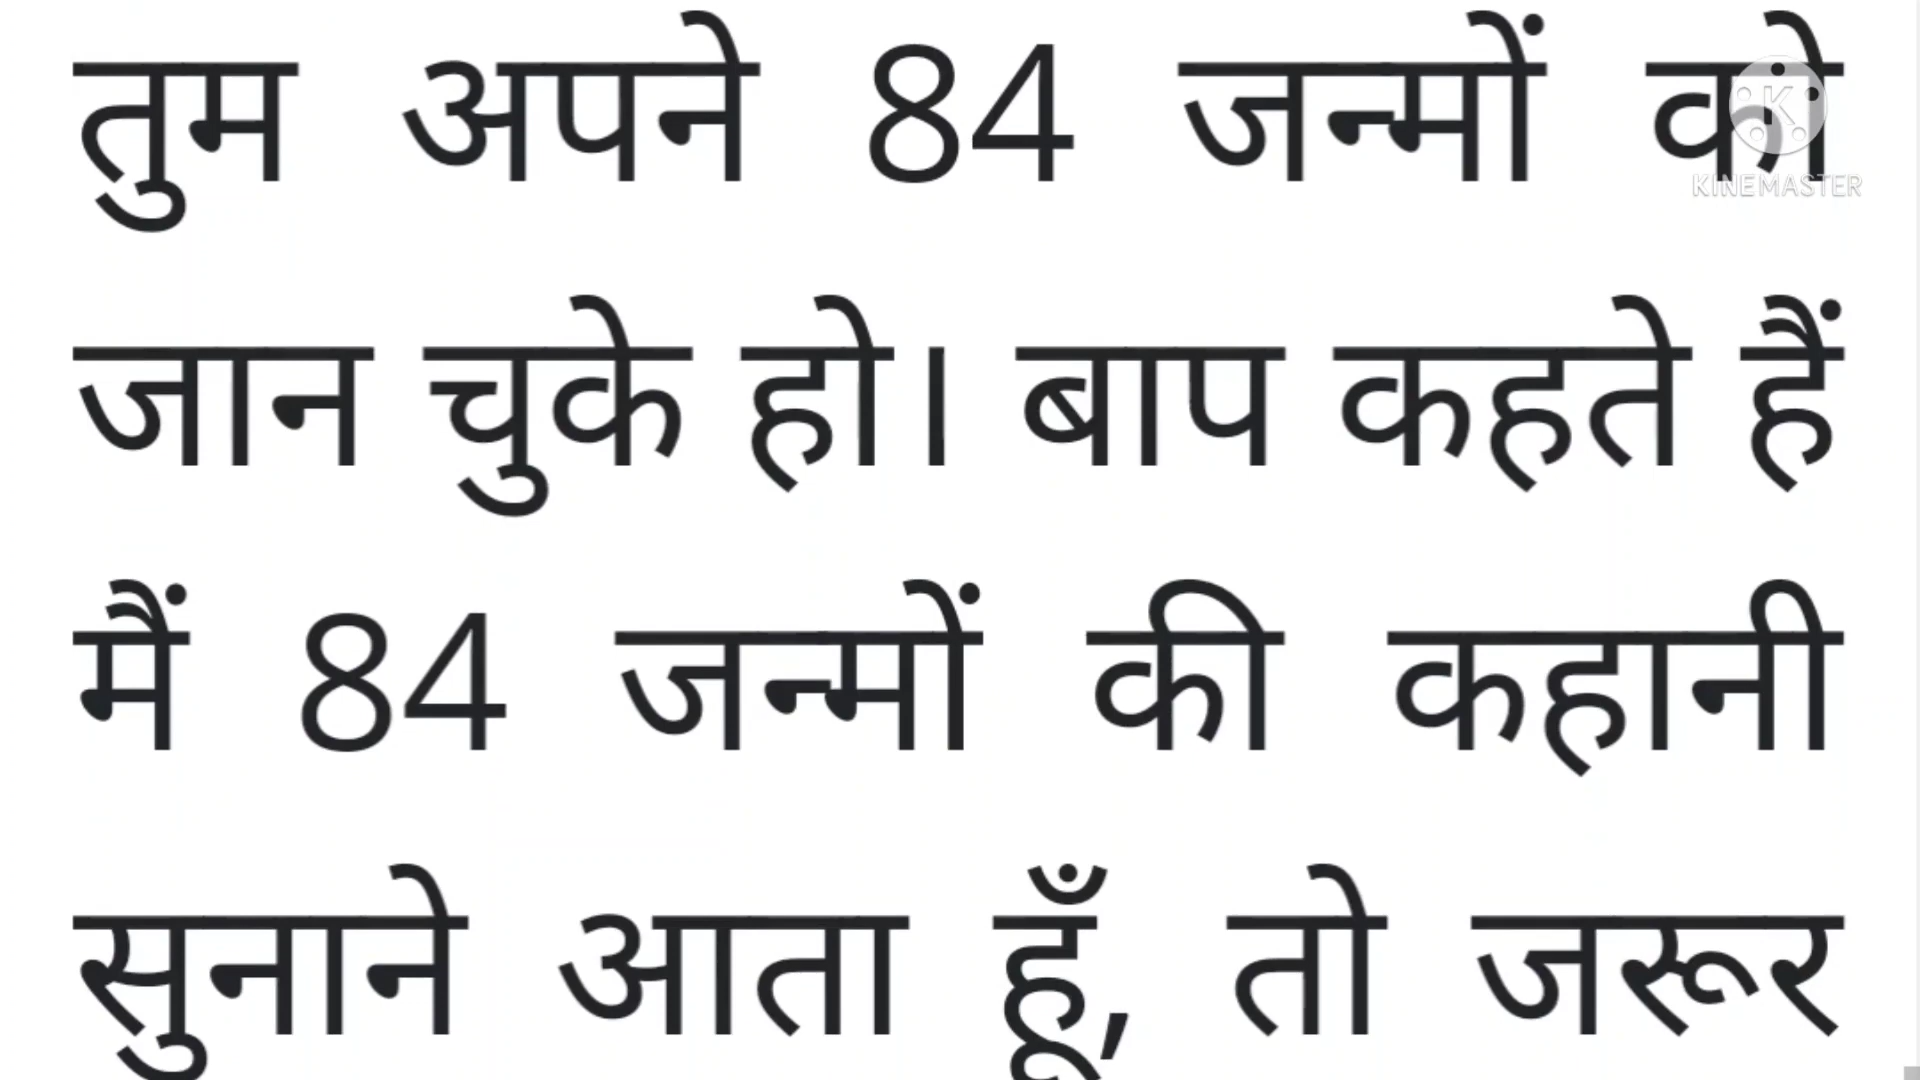 तुम अपने 84 जन्मों को
KINEMASTER
जान चुके हो। बाप कहते हैं
मैं 84 जन्मों की कहानी
सुनाने आता हूँ, तो जरूर